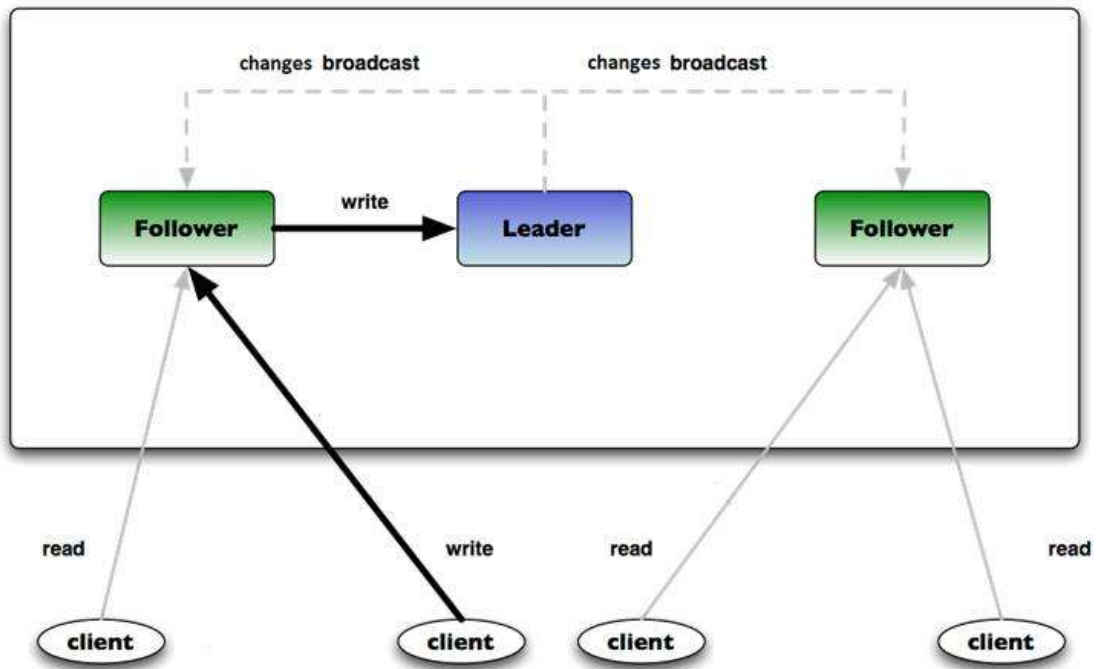 changes broadcast
changes broadcast
write
Follower
Leader
Follower
read
write
read
read
client
client
client
client